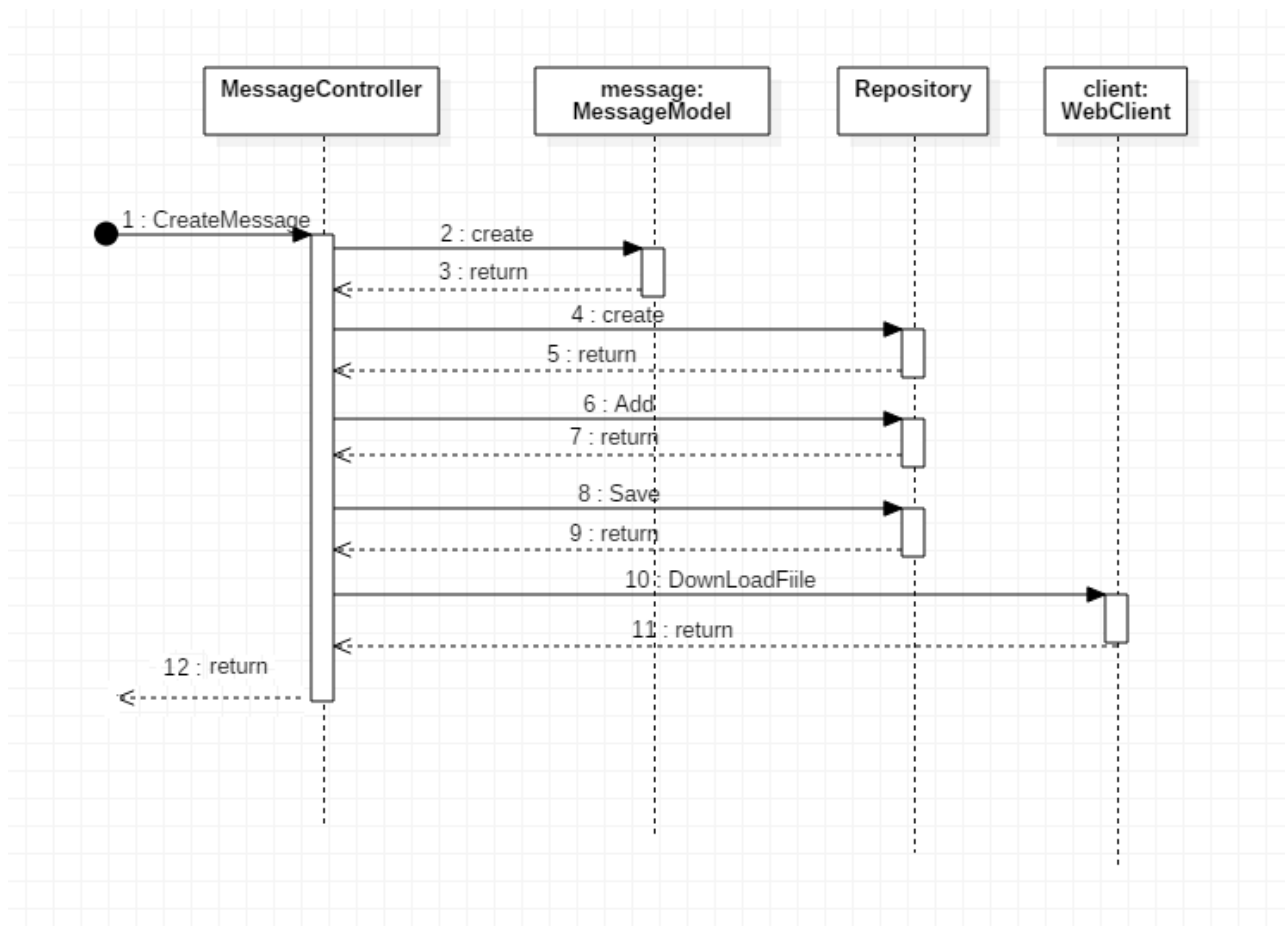 MessageController
message:
MessageModel
Repository
client:
WebClient
1 : CreateMessage
2 : create
3 : return
4 : create
5 : return
6 : Add
7 : return
8 : Save
9 : return
10 : DownLoadFiile
11 : return
12 : return